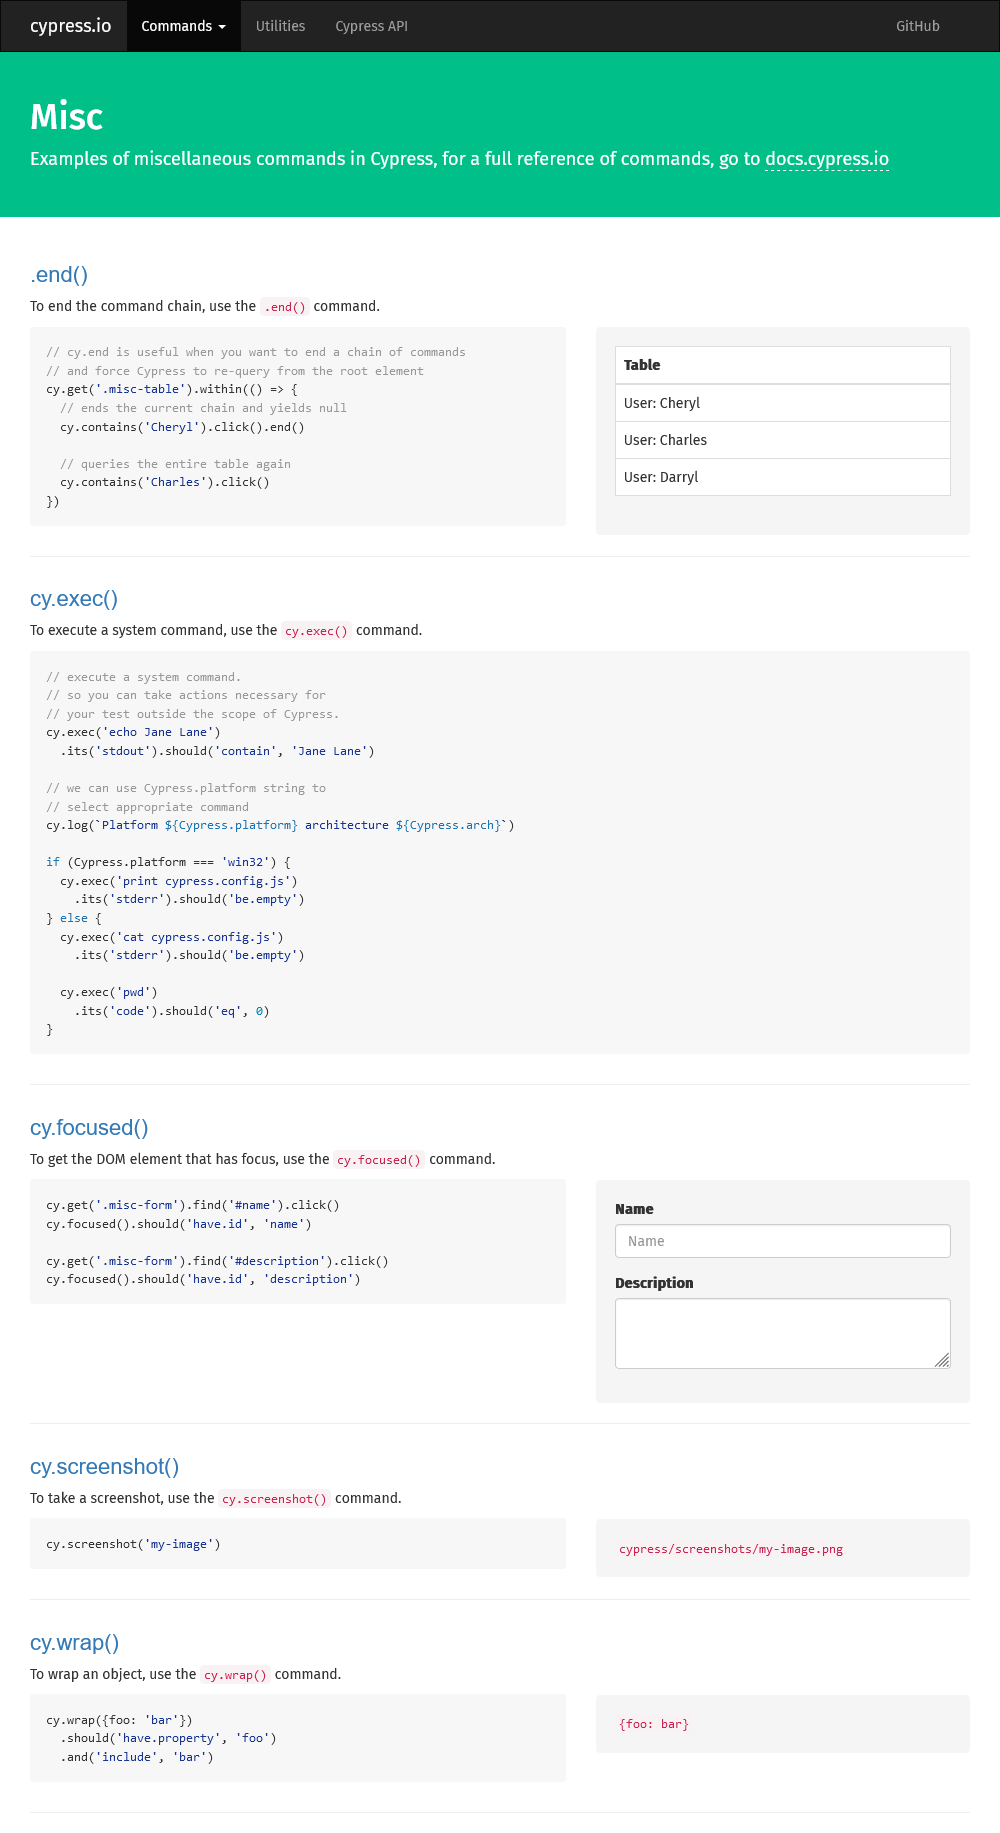 cypress.io Commands Utilities Cypress API GitHub
Misc
Examples of miscellaneous commands in Cypress, for a full reference of commands, go to docs.cypress.io
.end()
To end the command chain, use the .end() command.
// cy.end is useful when you want to end a chain of commands
// and force Cypress to re-query from the root element
cy.get('.misc-table').within(() => {
  // ends the current chain and yields null
  cy.contains('Cheryl').click().end()

  // queries the entire table again
  cy.contains('Charles').click()
})
Table
User: Cheryl
User: Charles
User: Darryl
cy.exec()
To execute a system command, use the cy.exec() command.
// execute a system command.
// so you can take actions necessary for
// your test outside the scope of Cypress.
cy.exec('echo Jane Lane')
  .its('stdout').should('contain', 'Jane Lane')

// we can use Cypress.platform string to
// select appropriate command
cy.log(`Platform ${Cypress.platform} architecture ${Cypress.arch}`)

if (Cypress.platform === 'win32') {
  cy.exec('print cypress.config.js')
    .its('stderr').should('be.empty')
} else {
  cy.exec('cat cypress.config.js')
    .its('stderr').should('be.empty')

  cy.exec('pwd')
    .its('code').should('eq', 0)
}
cy.focused()
To get the DOM element that has focus, use the cy.focused() command.
cy.get('.misc-form').find('#name').click()
cy.focused().should('have.id', 'name')

cy.get('.misc-form').find('#description').click()
cy.focused().should('have.id', 'description')
Name
Name
Description
cy.screenshot()
To take a screenshot, use the cy.screenshot() command.
cy.screenshot('my-image')
cypress/screenshots/my-image.png
cy.wrap()
To wrap an object, use the cy.wrap() command.
cy.wrap({foo: 'bar'})
  .should('have.property', 'foo')
  .and('include', 'bar')
{foo: bar}